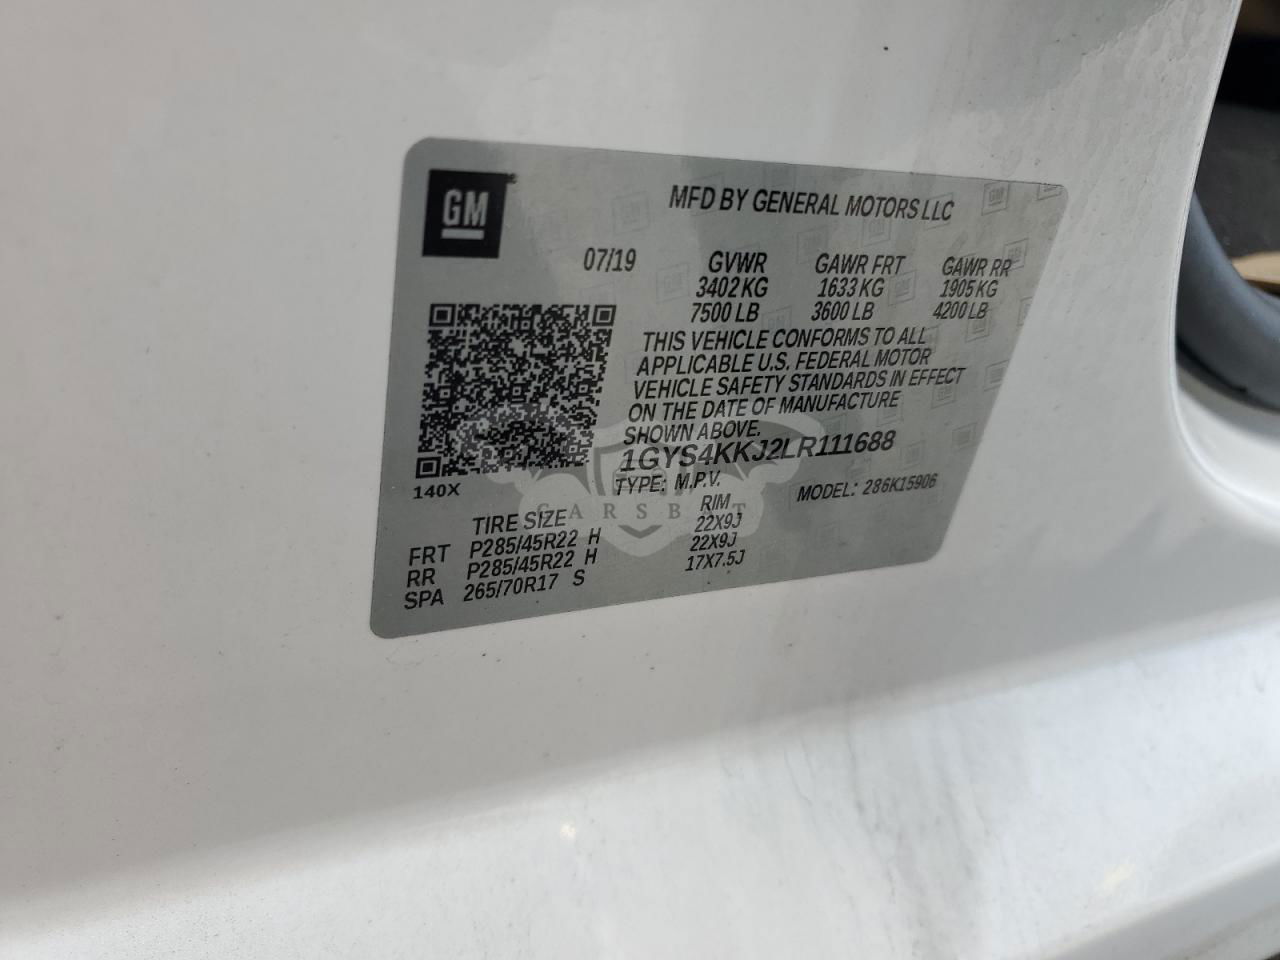 GM
MFD BY GENERAL MOTORS LLC
07/19 GVWR GAWR FRT GAWR RR
3402 KG 1633 KG 1905 KG
7500 LB 3600 LB 4200 LB
THIS VEHICLE CONFORMS TO ALL
APPLICABLE U.S. FEDERAL MOTOR
VEHICLE SAFETY STANDARDS IN EFFECT
ON THE DATE OF MANUFACTURE
SHOWN ABOVE.
1GYS4KKJ2LR111688
TYPE: M.P.V. MODEL: 286K15906
140X
TIRE SIZE RIM
FRT P285/45R22 H 22X9J
RR P285/45R22 H 22X9J
SPA 265/70R17 S 17X7.5J
CARSBAT